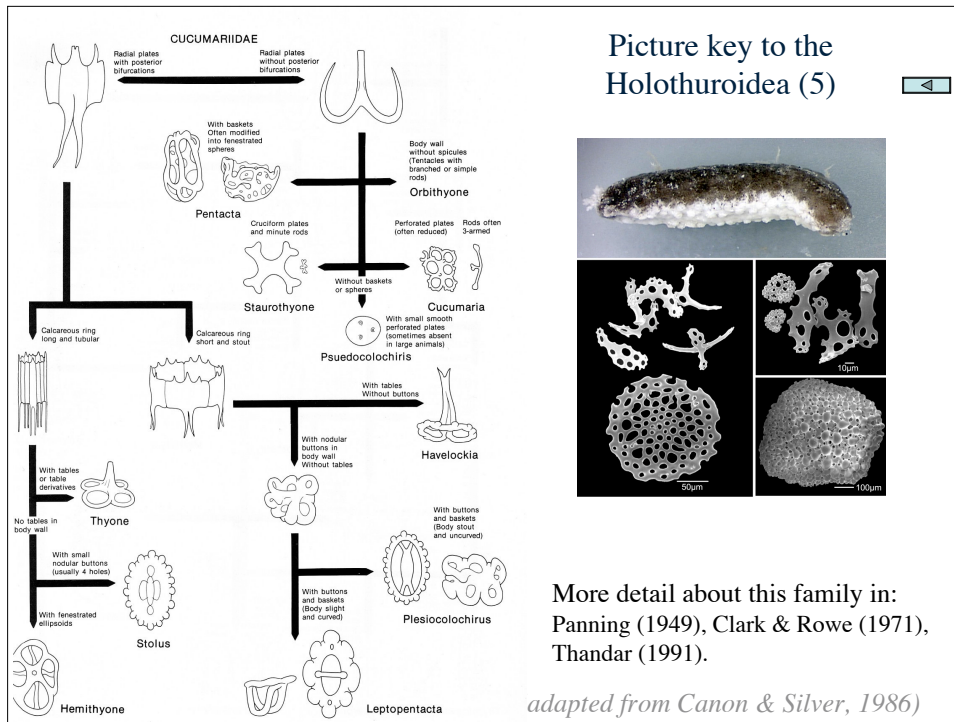 CUCUMARIIDAE
Radial plates
with posterior
bifurcations
Radial plates
without posterior
bifurcations
With baskets
Often modified
into fenestrated
spheres
Pentacta
Body wall
without spicules
(Tentacles with
branched or simple
rods)
Orbithyone
Cruciform plates
and minute rods
Staurothyone
Perforated plates
(often reduced)
Rods often
3-armed
Cucumaria
Without baskets
or spheres
With small smooth
perforated plates
(sometimes absent
in large animals)
Psuedocolochiris
Calcareous ring
long and tubular
Calcareous ring
short and stout
With tables
Without buttons
Havelockia
With nodular
buttons in
body wall
Without tables
With tables
or table
derivatives
Thyone
No tables in
body wall
With small
nodular buttons
(usually 4 holes)
Stolus
With fenestrated
ellipsoids
Hemithyone
With buttons
and baskets
(Body stout
and uncurved)
Plesiocolochirus
With buttons
and baskets
(Body slight
and curved)
Leptopentacta
Picture key to the
Holothuroidea (5)
10µm
50µm
100µm
More detail about this family in:
Panning (1949), Clark & Rowe (1971),
Thandar (1991).
adapted from Canon & Silver, 1986)